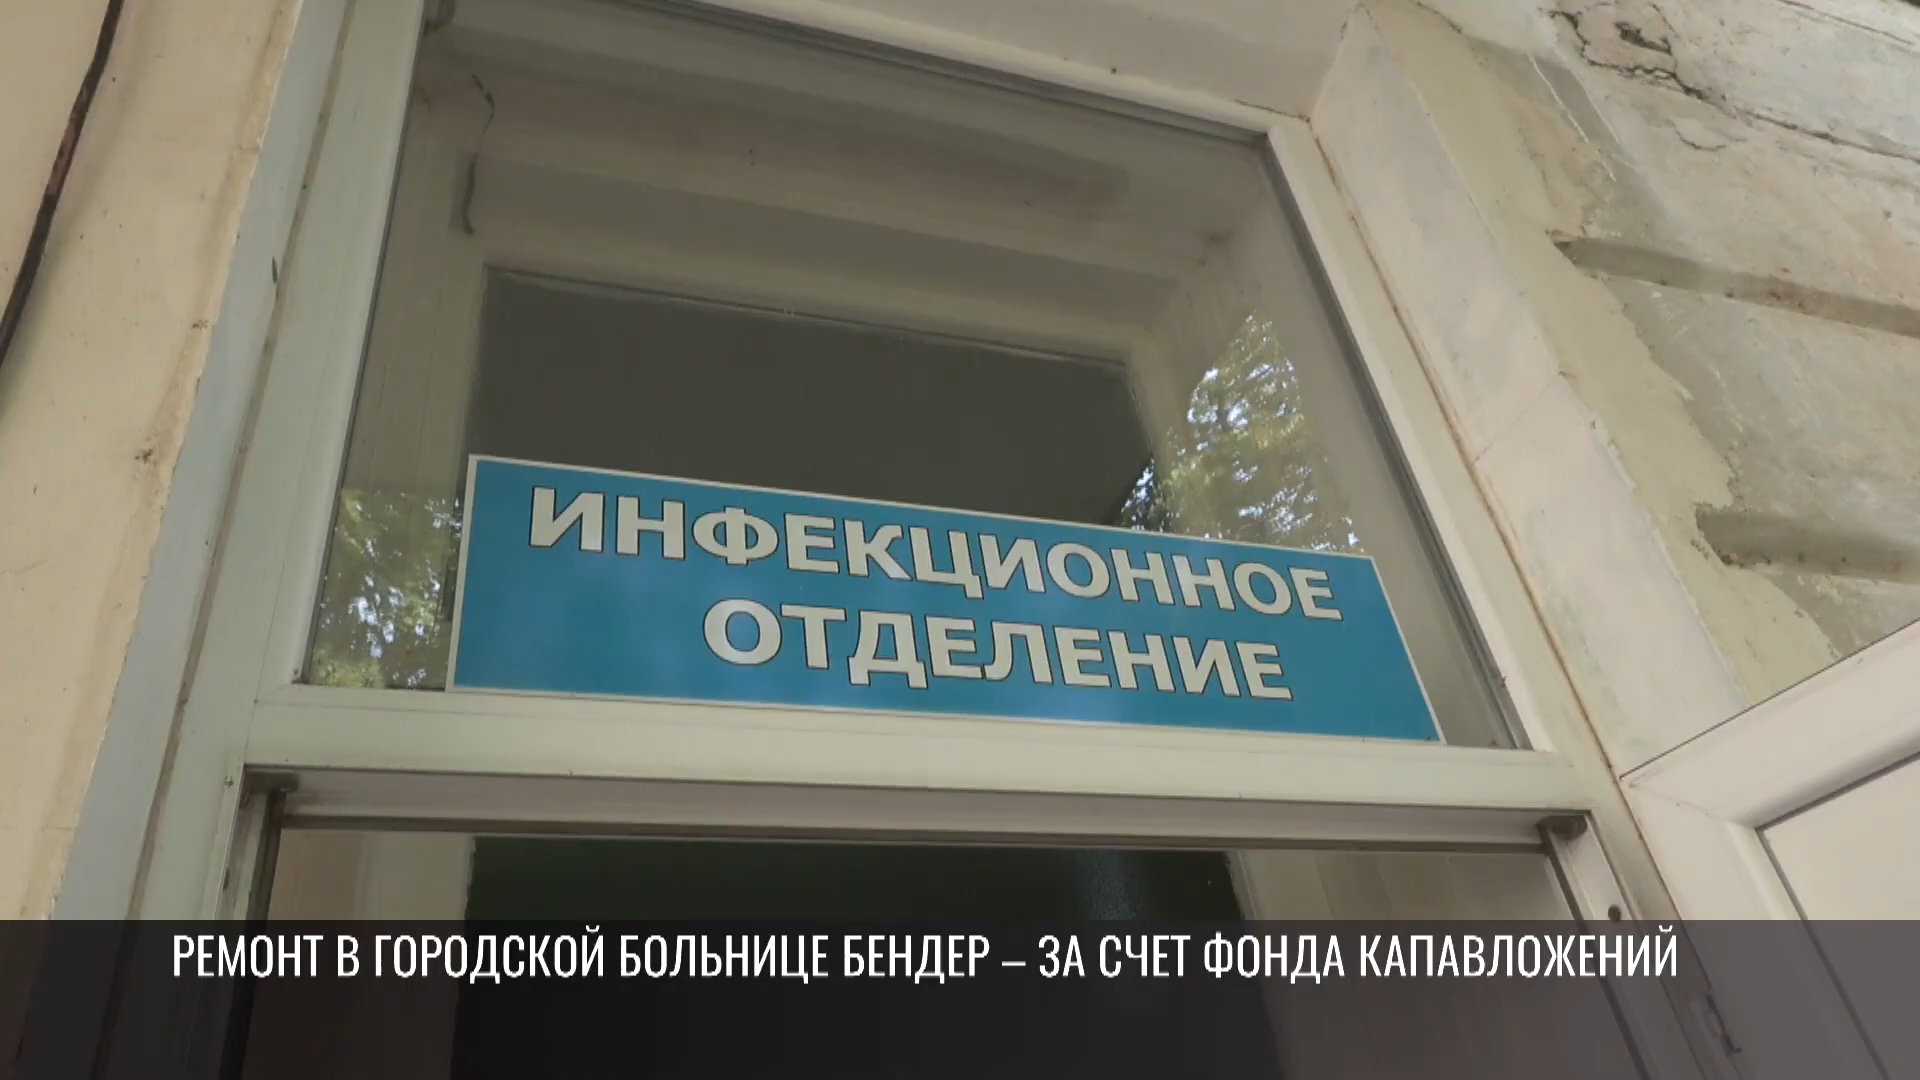 ИНФЕКЦИОННОЕ
ОТДЕЛЕНИЕ
РЕМОНТ В ГОРОДСКОЙ БОЛЬНИЦЕ БЕНДЕР – ЗА СЧЕТ ФОНДА КАПАВЛОЖЕНИЙ